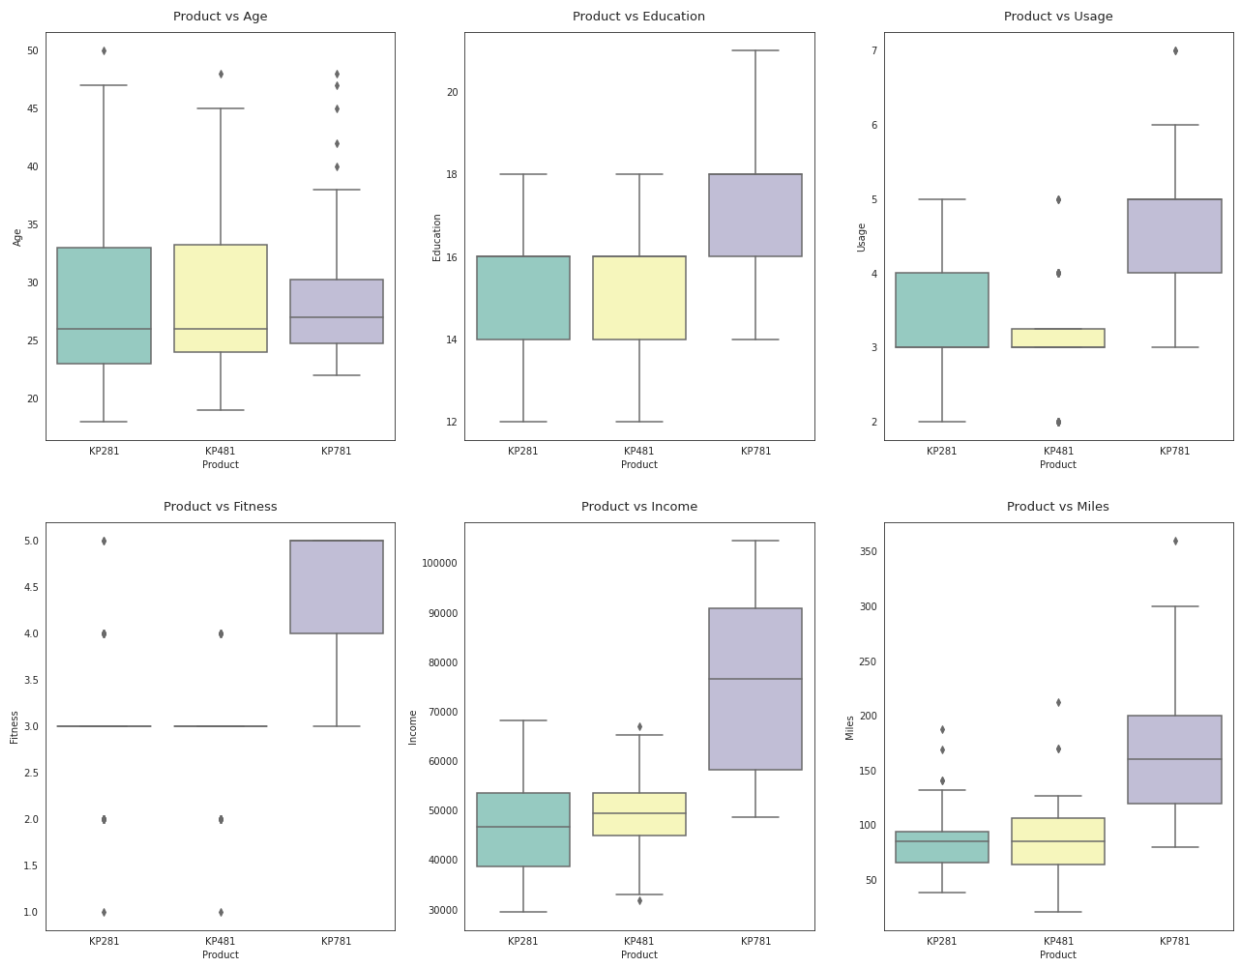 Product vs Age
50
45
40
35
30
25
20
Age
KP281 KP481 KP781
Product
Product vs Education
20
18
16
14
12
Education
KP281 KP481 KP781
Product
Product vs Usage
7
6
5
4
3
2
Usage
KP281 KP481 KP781
Product
Product vs Fitness
5.0
4.5
4.0
3.5
3.0
2.5
2.0
1.5
1.0
Fitness
KP281 KP481 KP781
Product
Product vs Income
100000
90000
80000
70000
60000
50000
40000
30000
Income
KP281 KP481 KP781
Product
Product vs Miles
350
300
250
200
150
100
50
Miles
KP281 KP481 KP781
Product